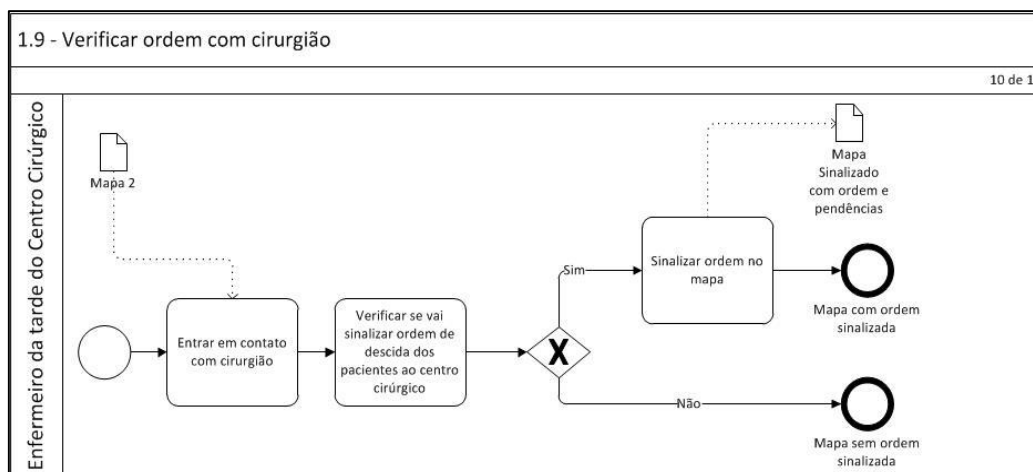 1.9 - Verificar ordem com cirurgião
10 de 1
Enfermeiro da tarde do Centro Cirúrgico
Mapa 2
Entrar em contato
com cirurgião
Verificar se vai
sinalizar ordem de
descida dos
pacientes ao centro
cirúrgico
X
Sim
Sinalizar ordem no
mapa
Mapa
Sinalizado
com ordem e
pendências
Mapa com ordem
sinalizada
Não
Mapa sem ordem
sinalizada